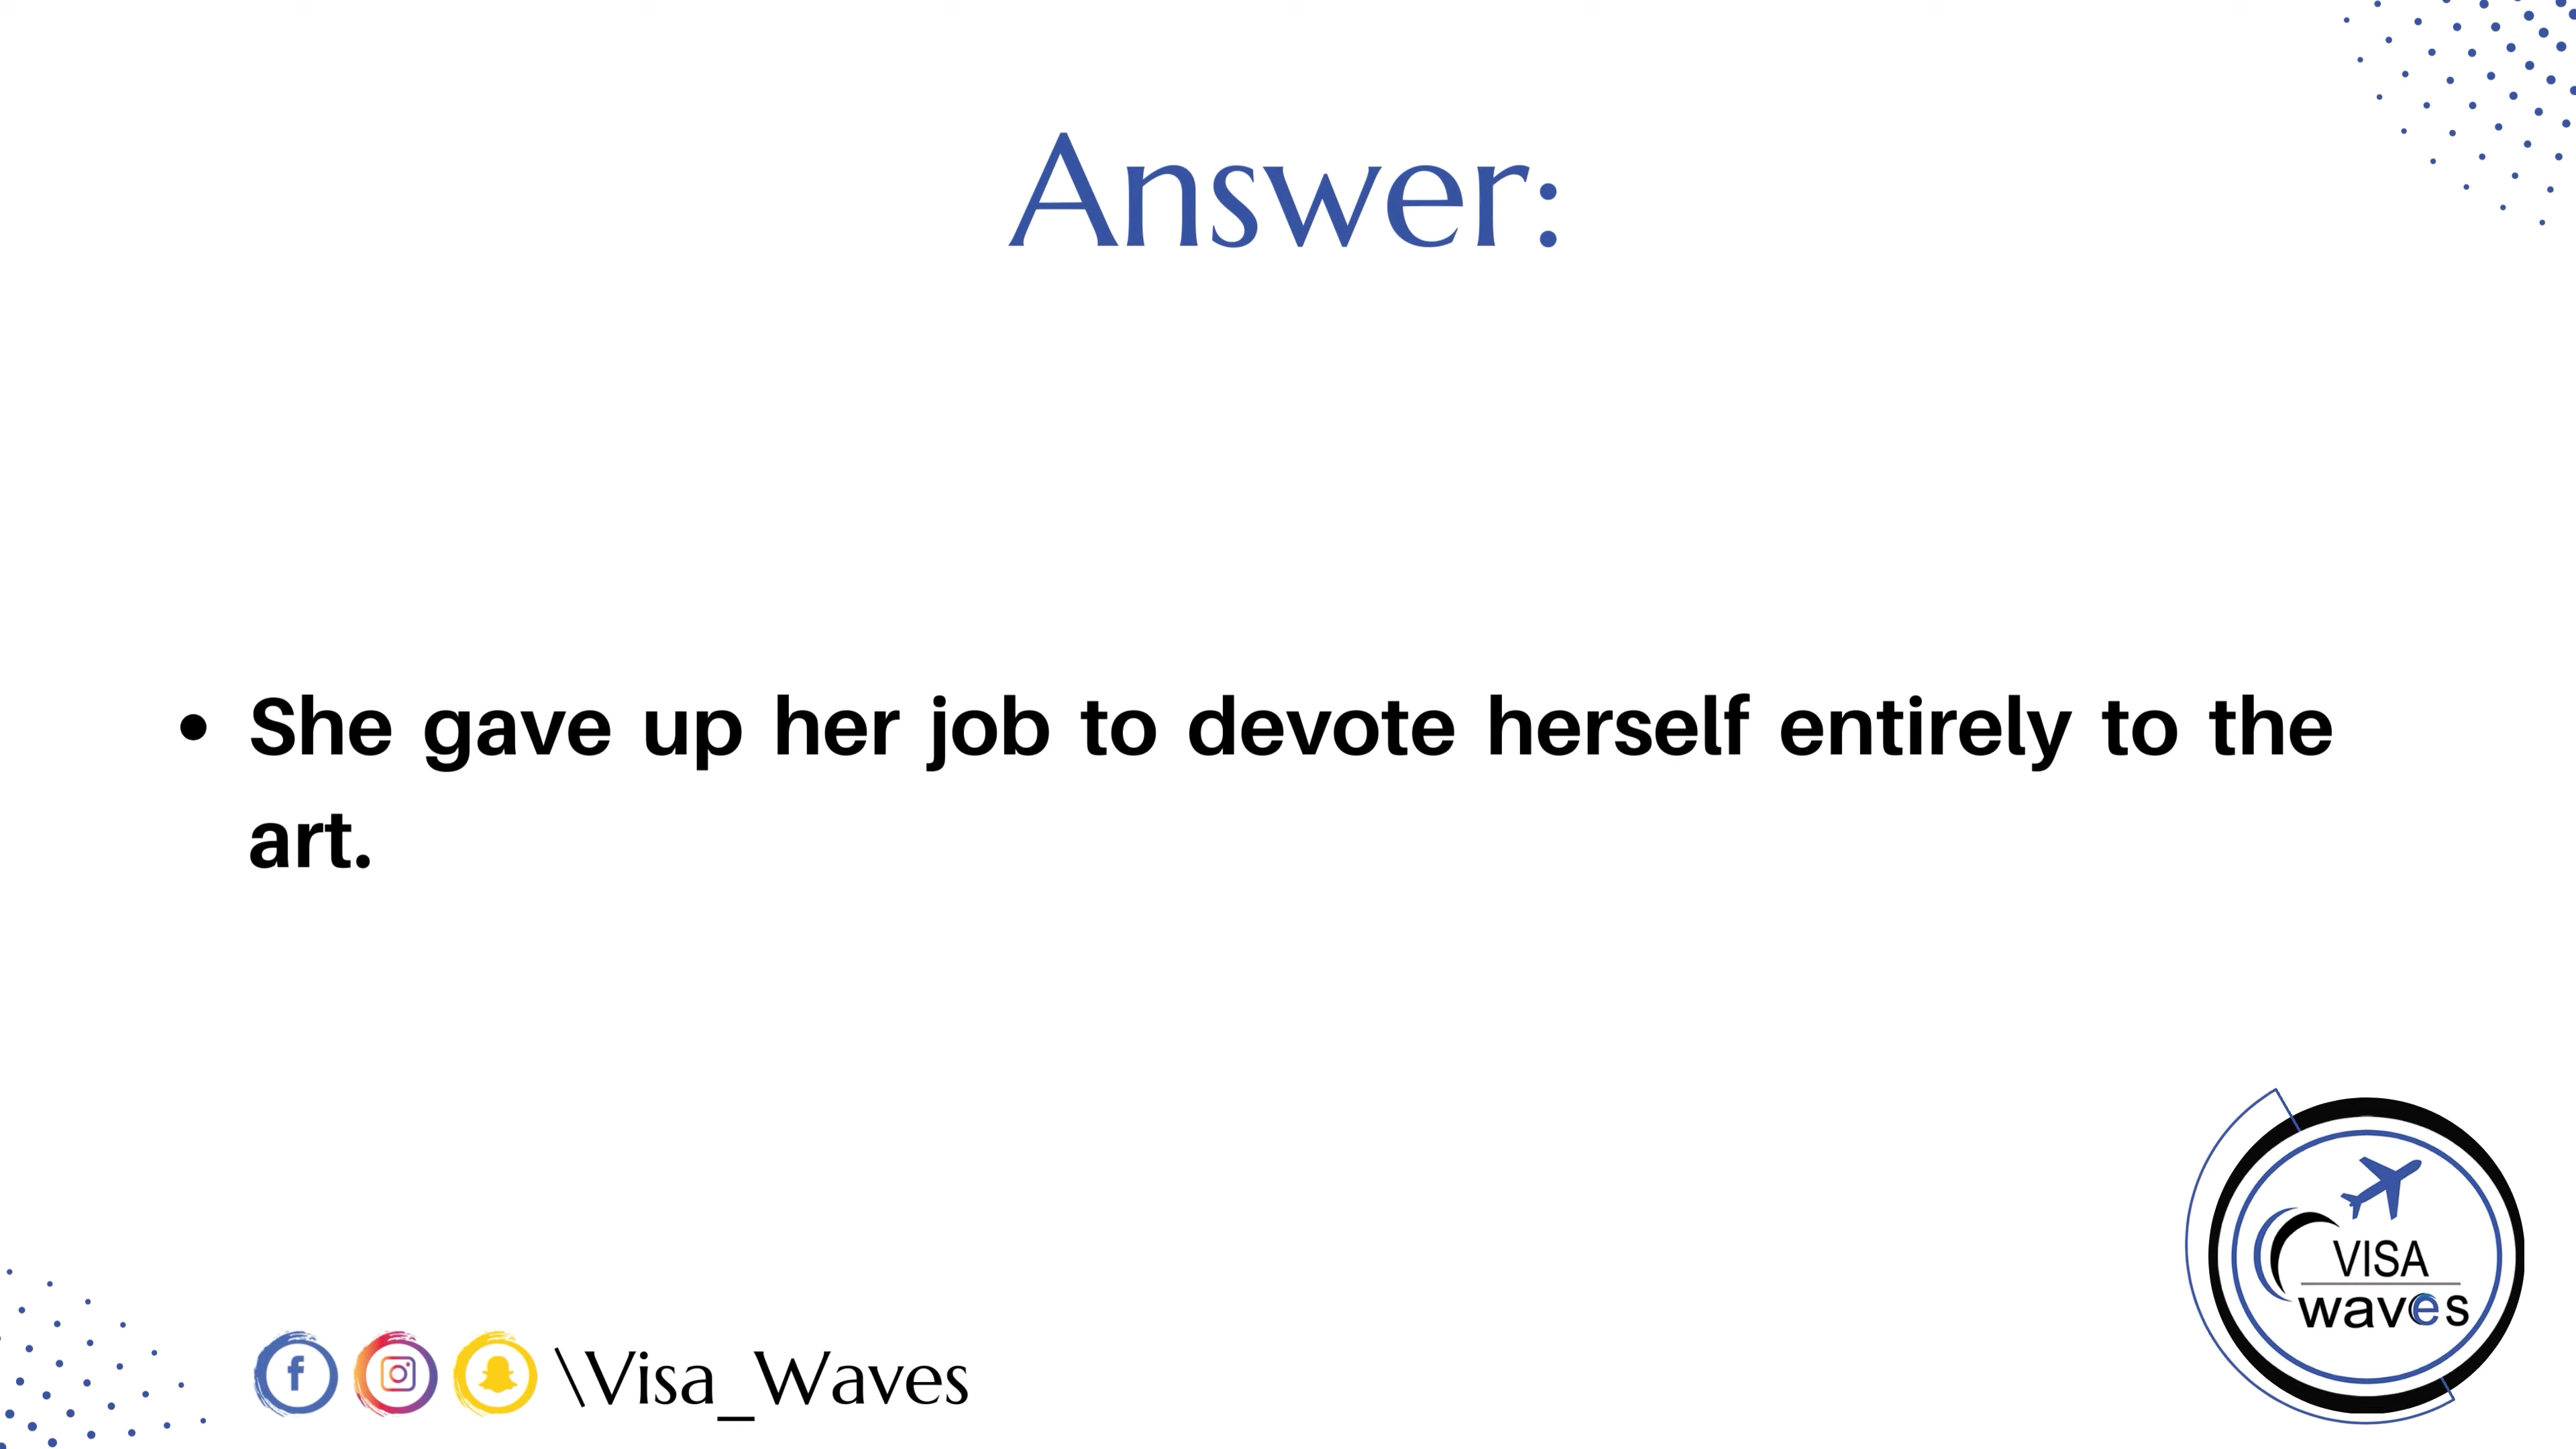 Answer:
• She gave up her job to devote herself entirely to the
art.
VISA
waves
\Visa_Waves